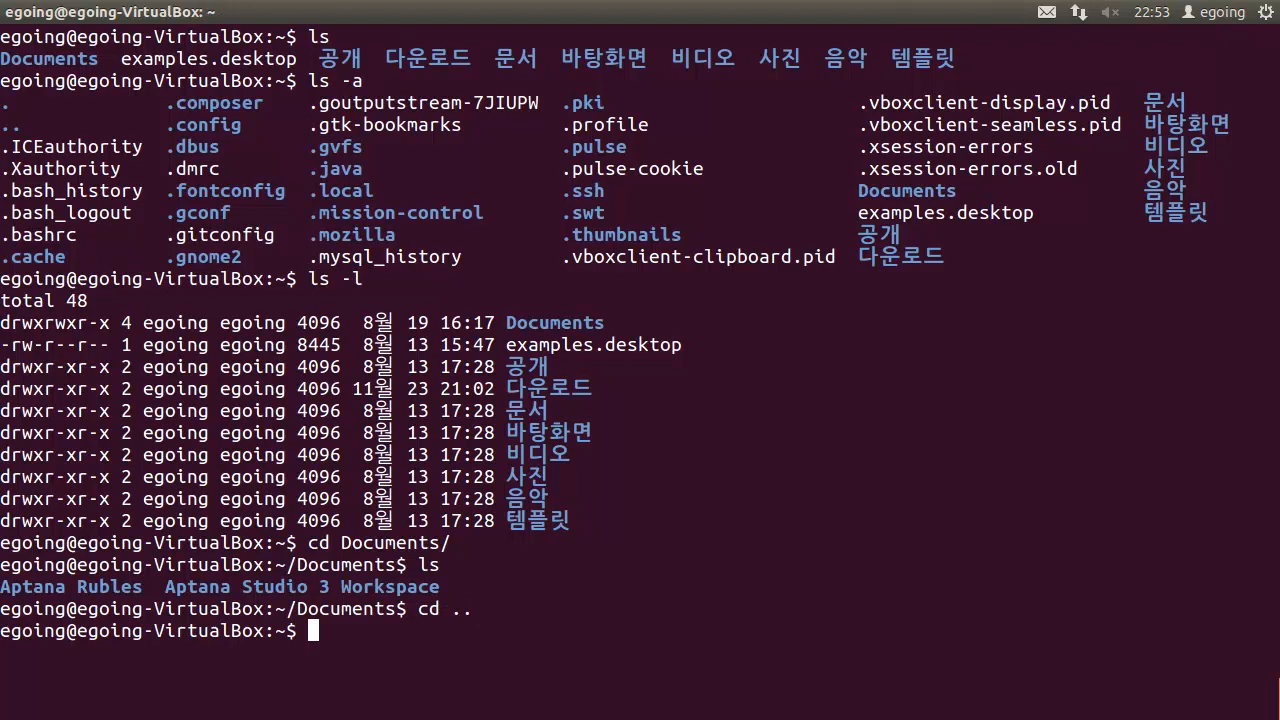 egoing@egoing-VirtualBox: ~ 22:53 egoing
egoing@egoing-VirtualBox:~$ ls
Documents examples.desktop 공개 다운로드 문서 바탕화면 비디오 사진 음악 템플릿
egoing@egoing-VirtualBox:~$ ls -a
. .composer .goutputstream-7JIUPW .pki .vboxclient-display.pid 문서
.. .config .gtk-bookmarks .profile .vboxclient-seamless.pid 바탕화면
.ICEauthority .dbus .gvfs .pulse .xsession-errors 비디오
.Xauthority .dmrc .java .pulse-cookie .xsession-errors.old 사진
.bash_history .fontconfig .local .ssh Documents 음악
.bash_logout .gconf .mission-control .swt examples.desktop 템플릿
.bashrc .gitconfig .mozilla .thumbnails 공개
.cache .gnome2 .mysql_history .vboxclient-clipboard.pid 다운로드
egoing@egoing-VirtualBox:~$ ls -l
total 48
drwxrwxr-x 4 egoing egoing 4096 8월 19 16:17 Documents
-rw-r--r-- 1 egoing egoing 8445 8월 13 15:47 examples.desktop
drwxr-xr-x 2 egoing egoing 4096 8월 13 17:28 공개
drwxr-xr-x 2 egoing egoing 4096 11월 23 21:02 다운로드
drwxr-xr-x 2 egoing egoing 4096 8월 13 17:28 문서
drwxr-xr-x 2 egoing egoing 4096 8월 13 17:28 바탕화면
drwxr-xr-x 2 egoing egoing 4096 8월 13 17:28 비디오
drwxr-xr-x 2 egoing egoing 4096 8월 13 17:28 사진
drwxr-xr-x 2 egoing egoing 4096 8월 13 17:28 음악
drwxr-xr-x 2 egoing egoing 4096 8월 13 17:28 템플릿
egoing@egoing-VirtualBox:~$ cd Documents/
egoing@egoing-VirtualBox:~/Documents$ ls
Aptana Rubles Aptana Studio 3 Workspace
egoing@egoing-VirtualBox:~/Documents$ cd ..
egoing@egoing-VirtualBox:~$